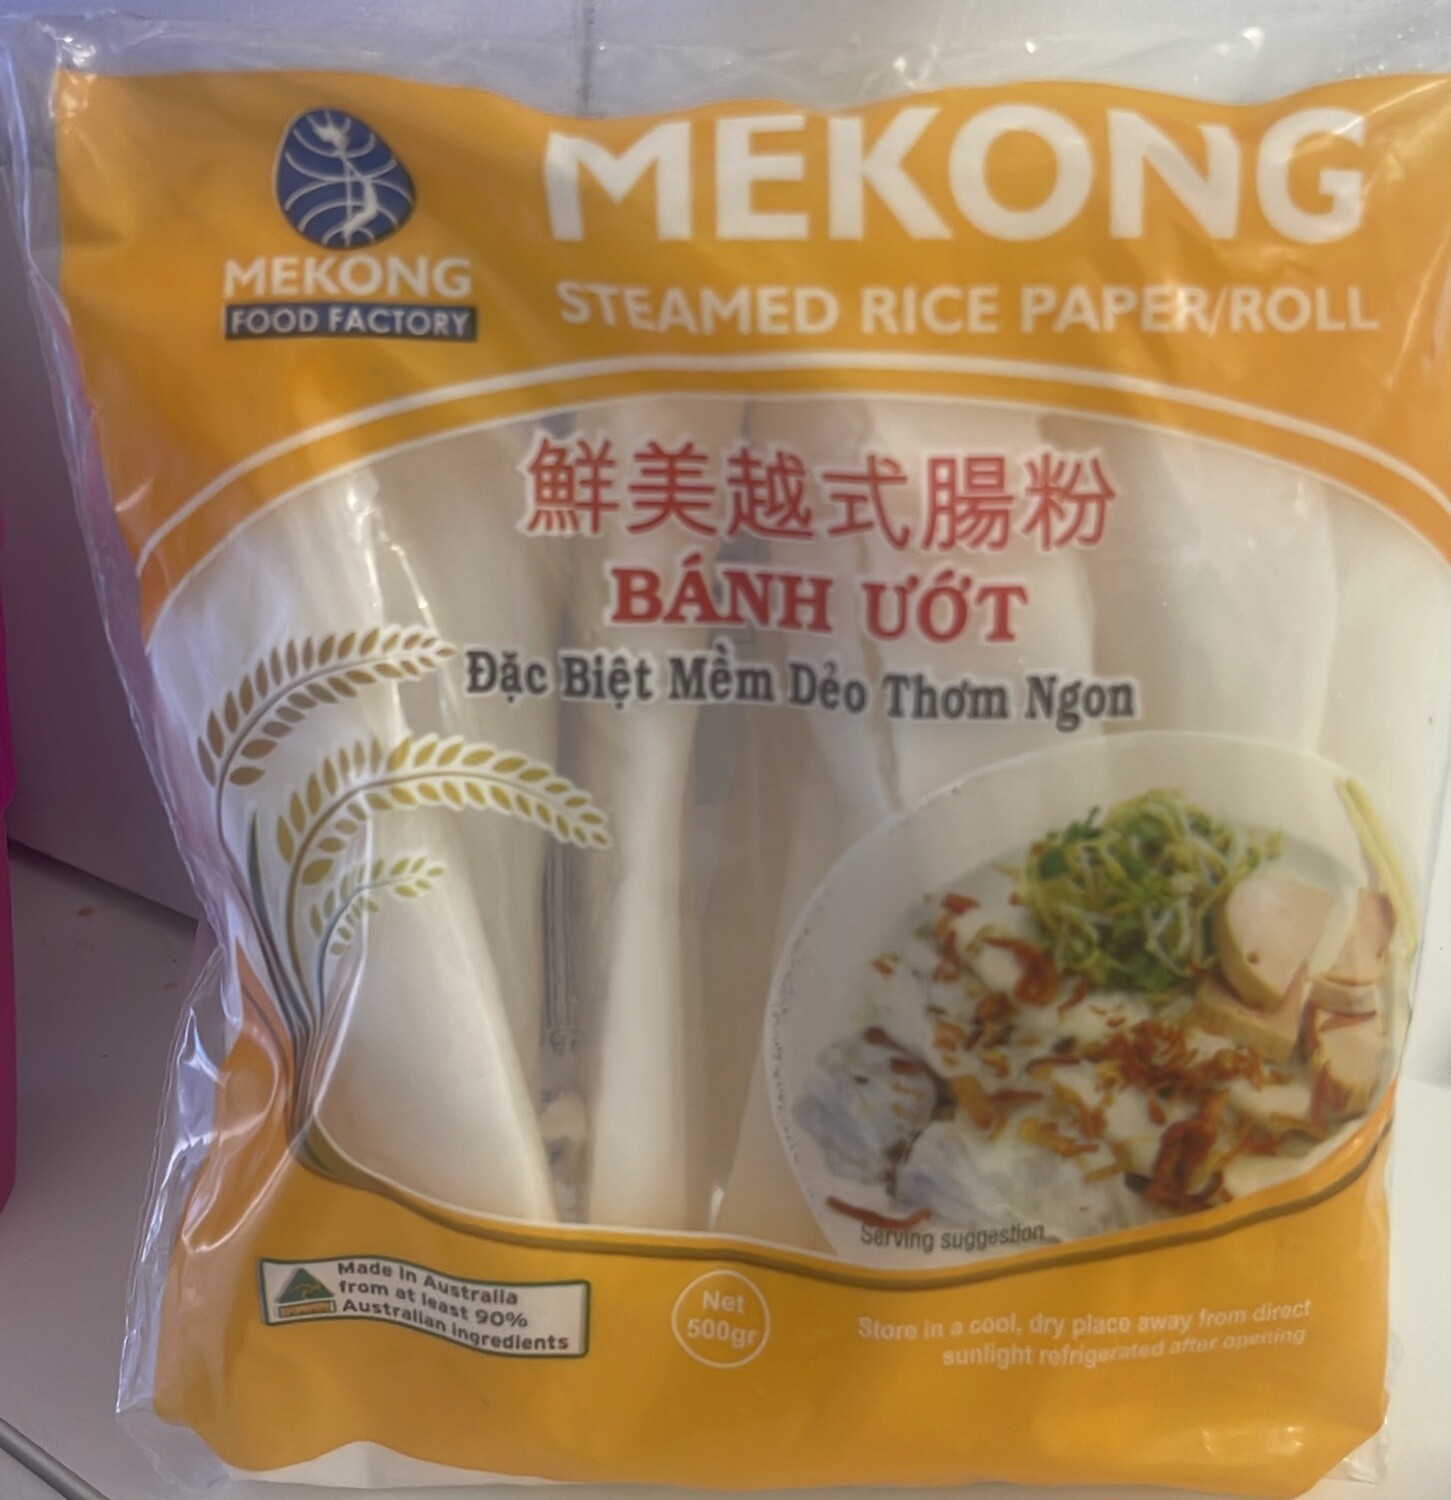 MEKONG
STEAMED RICE PAPER/ROLL
MEKONG
FOOD FACTORY
鮮美越式腸粉
BÁNH ƯỚT
Đặc Biệt Mềm Dẻo Thơm Ngon
Serving suggestion
Made in Australia
from at least 90%
Australian ingredients
Net
500gr
Store in a cool, dry place away from direct
sunlight refrigerated after opening